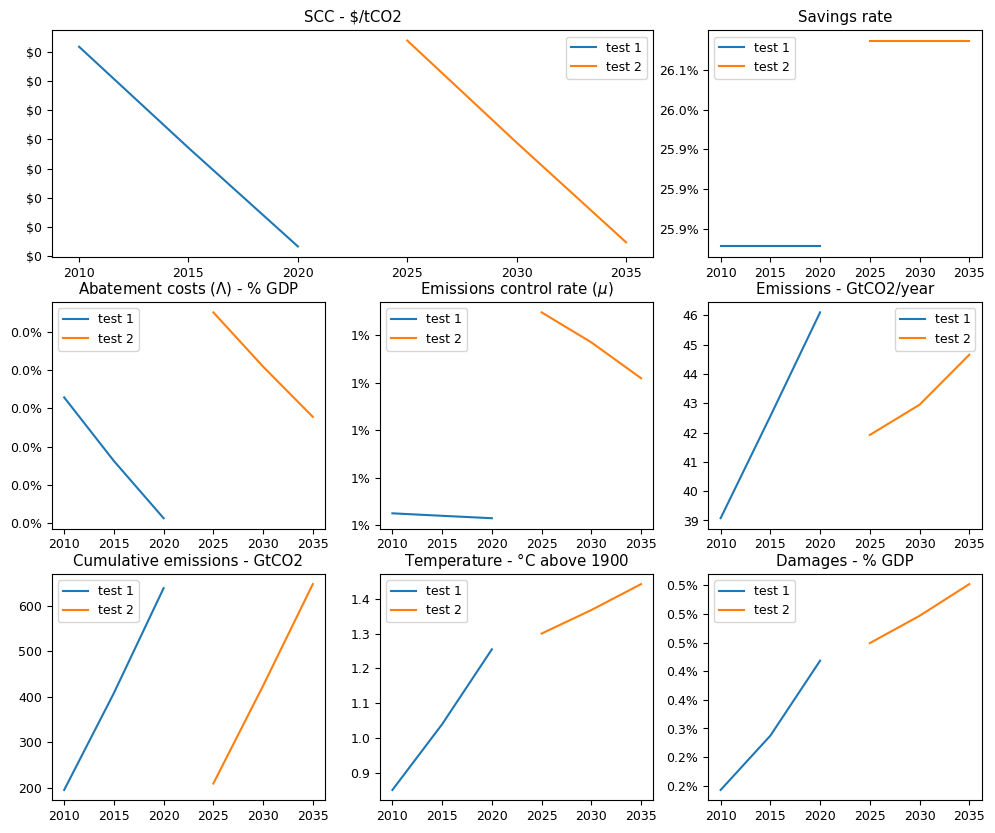 SCC - $/tCO2
$0
$0
$0
$0
$0
$0
$0
$0
2010 2015 2020 2025 2030 2035
test 1
test 2
Savings rate
26.1%
26.0%
25.9%
25.9%
25.9%
2010 2015 2020 2025 2030 2035
test 1
test 2
Abatement costs (Λ) - % GDP
0.0%
0.0%
0.0%
0.0%
0.0%
0.0%
2010 2015 2020 2025 2030 2035
test 1
test 2
Emissions control rate (μ)
1%
1%
1%
1%
1%
2010 2015 2020 2025 2030 2035
test 1
test 2
Emissions - GtCO2/year
46
45
44
43
42
41
40
39
2010 2015 2020 2025 2030 2035
test 1
test 2
Cumulative emissions - GtCO2
600
500
400
300
200
2010 2015 2020 2025 2030 2035
test 1
test 2
Temperature - °C above 1900
1.4
1.3
1.2
1.1
1.0
0.9
2010 2015 2020 2025 2030 2035
test 1
test 2
Damages - % GDP
0.5%
0.5%
0.5%
0.4%
0.4%
0.3%
0.2%
0.2%
2010 2015 2020 2025 2030 2035
test 1
test 2